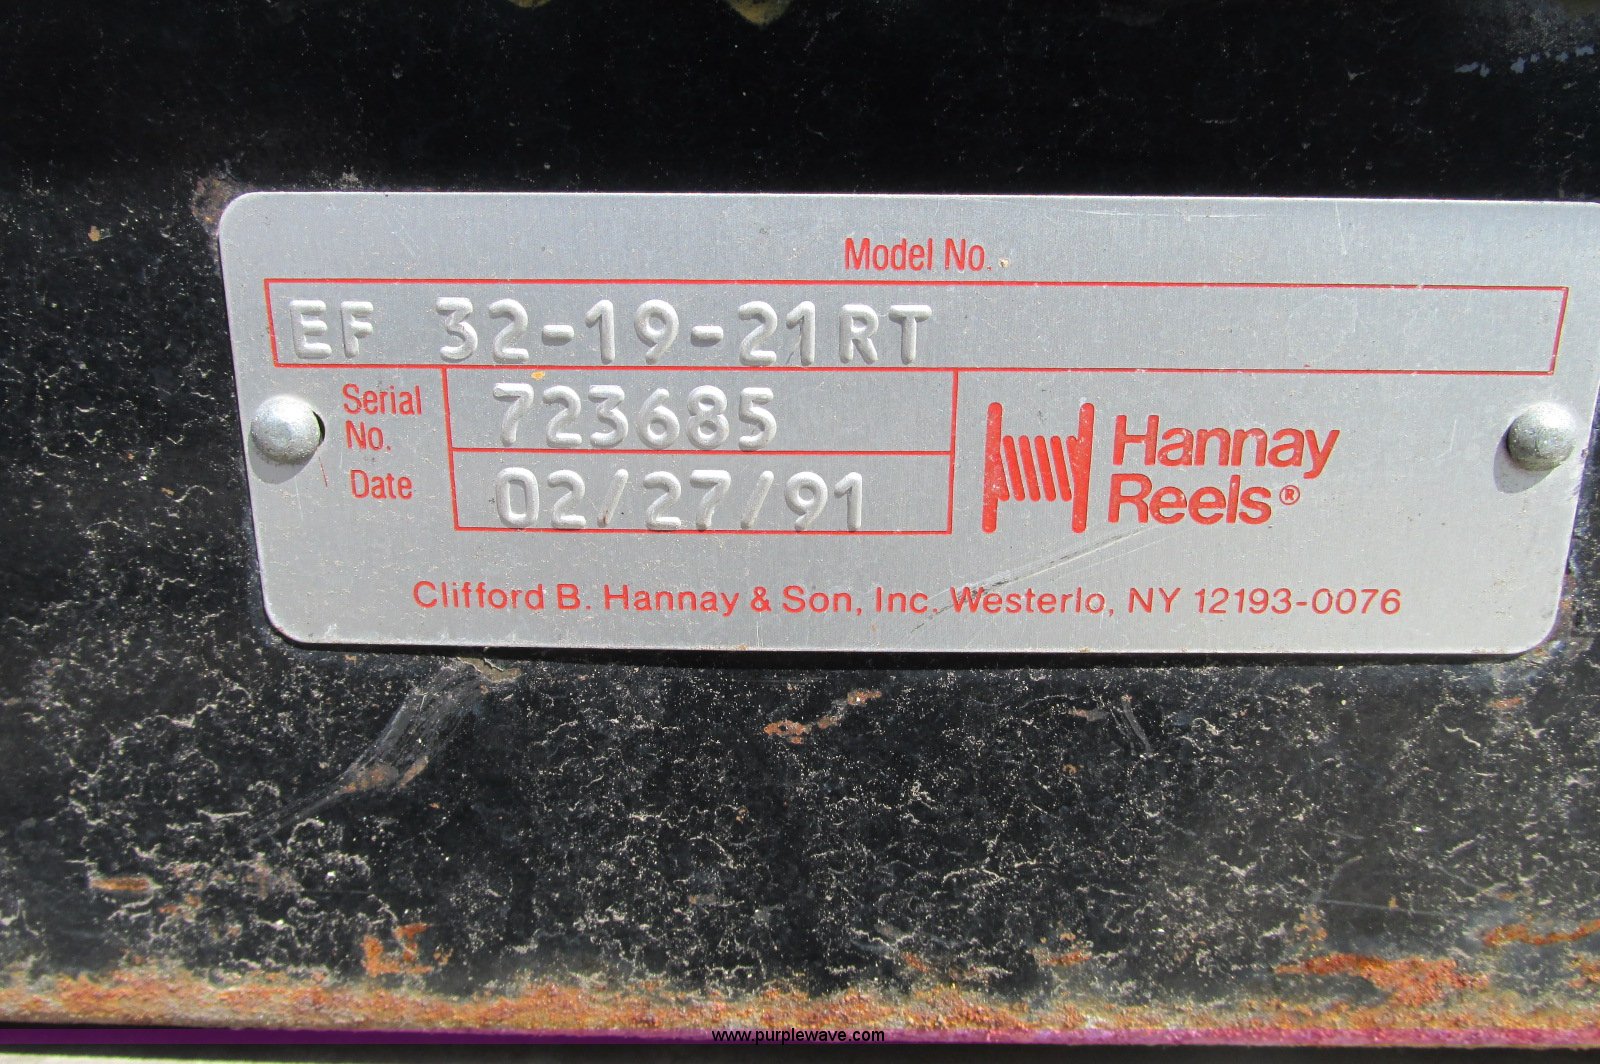 Model No.
EF 32-19-21RT
Serial No.
723685
Date
02/27/91
Hannay
Reels®
Clifford B. Hannay & Son, Inc. Westerlo, NY 12193-0076
www.purplewave.com